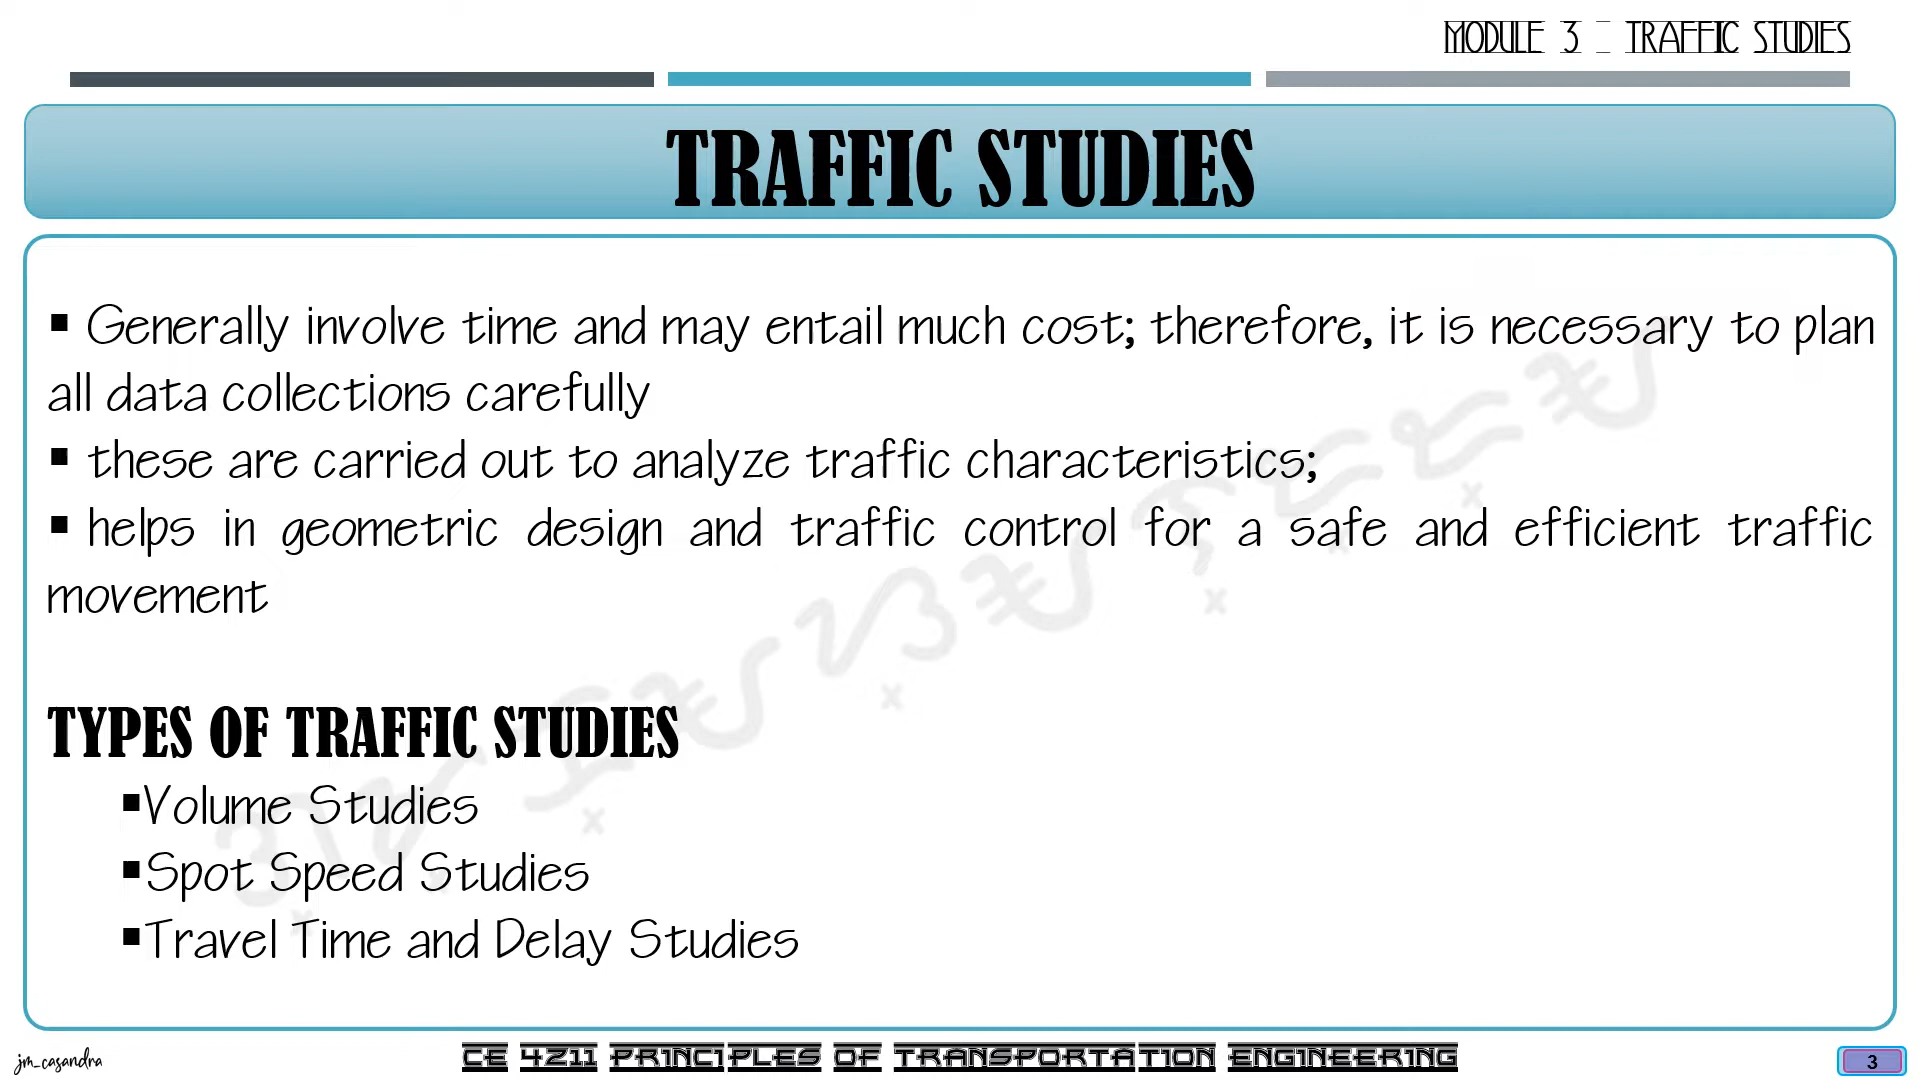 MODULE 3 – TRAFFIC STUDIES
TRAFFIC STUDIES
▪ Generally involve time and may entail much cost; therefore, it is necessary to plan
all data collections carefully
▪ these are carried out to analyze traffic characteristics;
▪ helps in geometric design and traffic control for a safe and efficient traffic
movement
TYPES OF TRAFFIC STUDIES
▪Volume Studies
▪Spot Speed Studies
▪Travel Time and Delay Studies
jm_casandra
CE 4211 PRINCIPLES OF TRANSPORTATION ENGINEERING
3